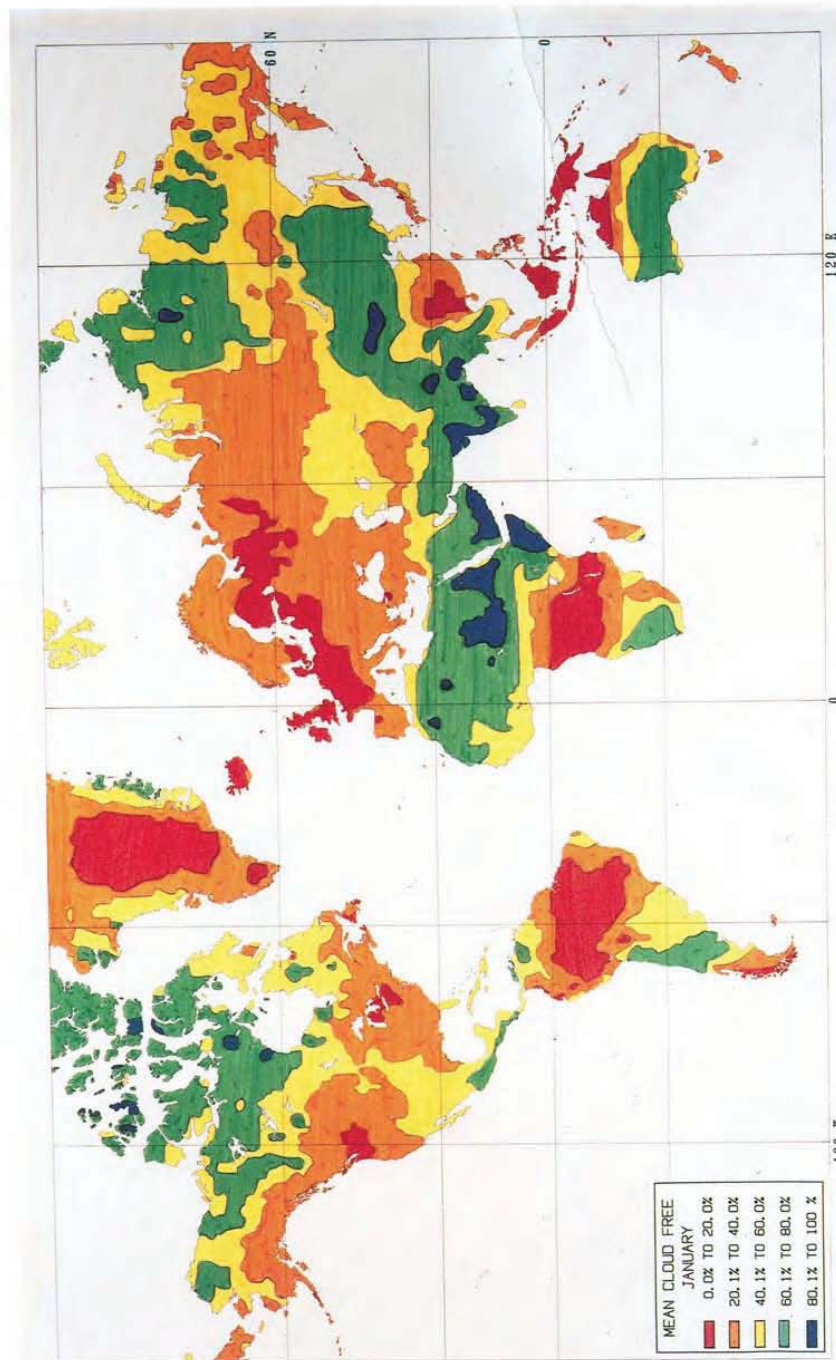 60 N
0
120 E
0
MEAN CLOUD FREE
JANUARY
0.0% TO 20.0%
20.1% TO 40.0%
40.1% TO 60.0%
60.1% TO 80.0%
80.1% TO 100 %